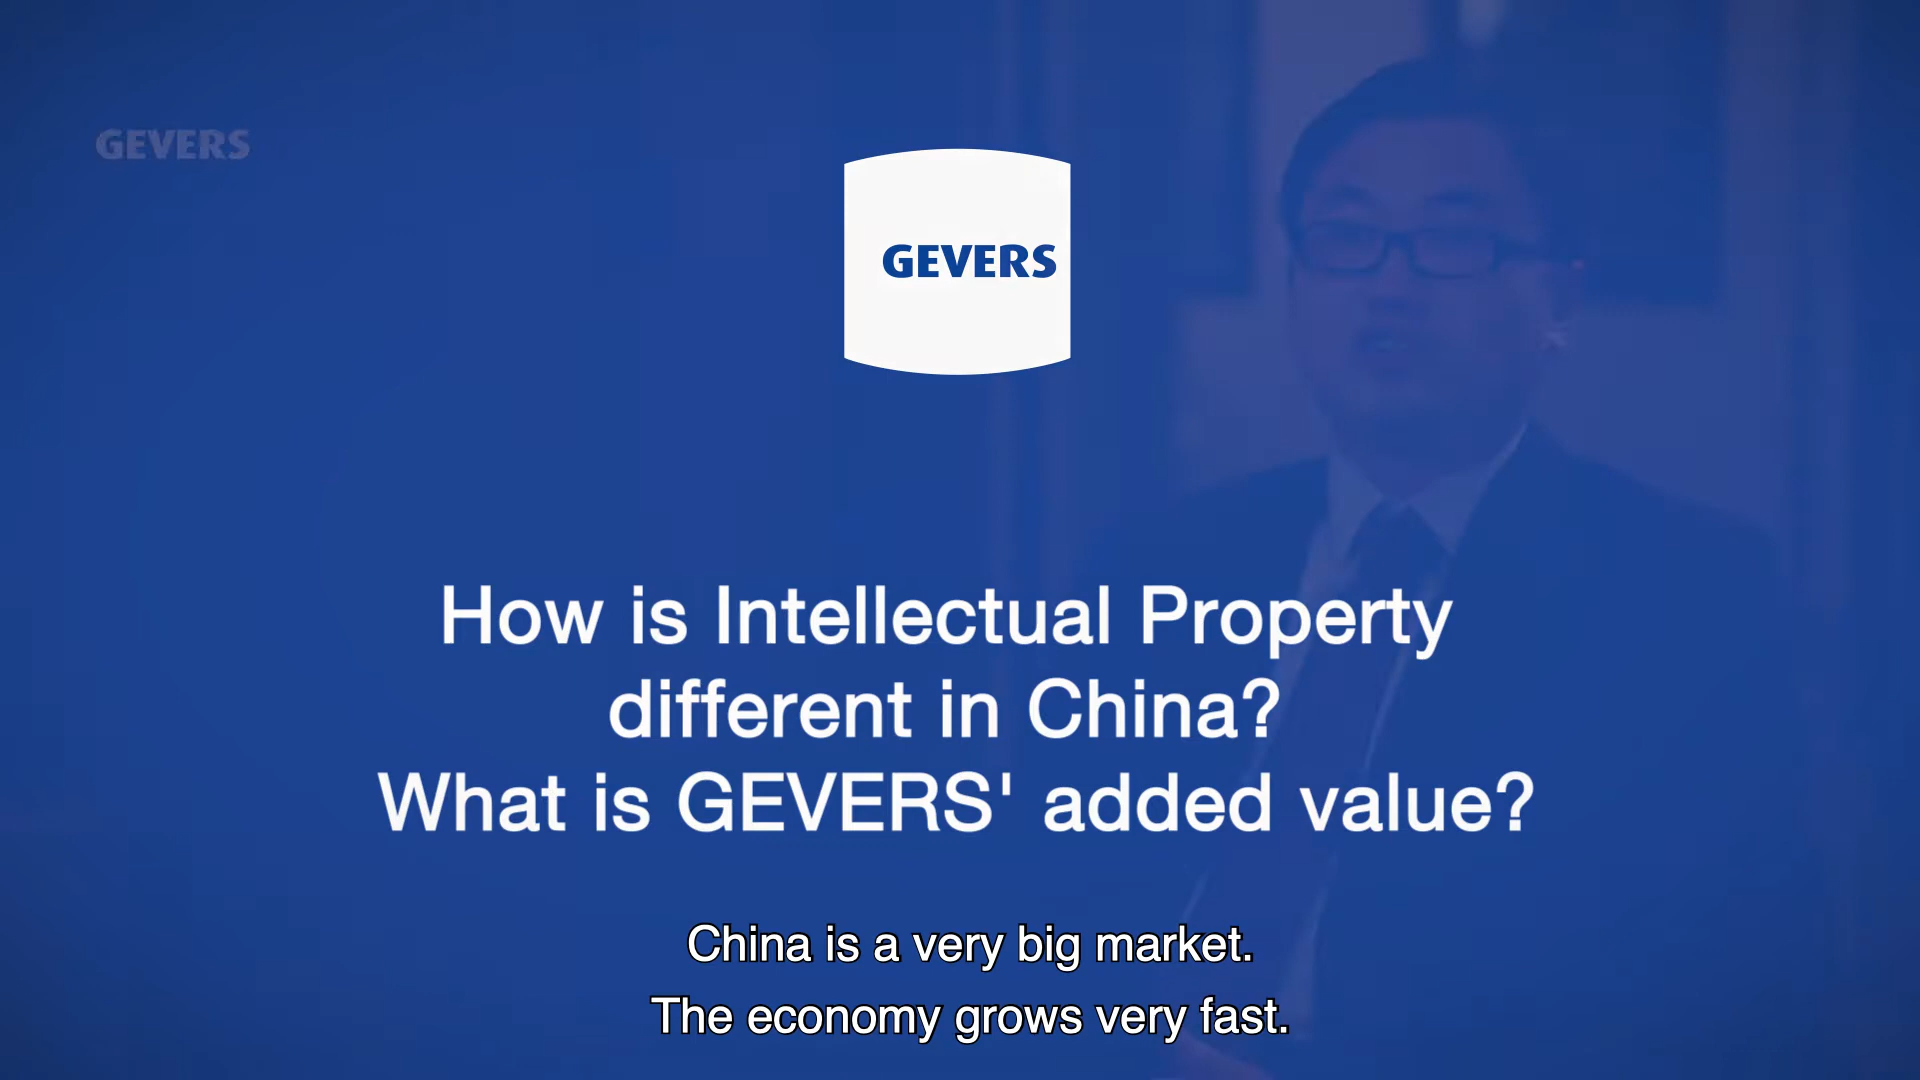 GEVERS
GEVERS
How is Intellectual Property
different in China?
What is GEVERS' added value?
China is a very big market.
The economy grows very fast.